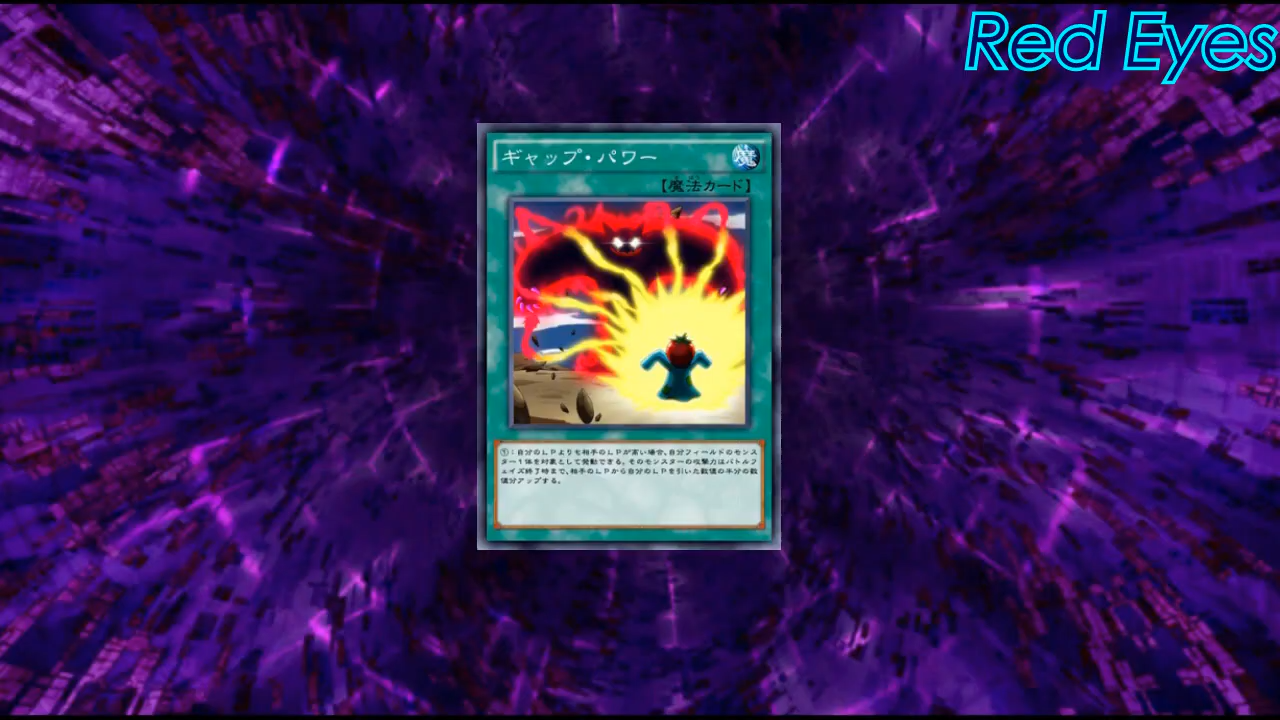 Red Eyes
ギャップ・パワー
魔
【魔法カード】
①：自分のＬＰよりも相手のＬＰが高い場合、自分フィールドのモンス
ター１体を対象として発動できる。そのモンスターの攻撃力はバトルフ
ェイズ終了時まで、相手のＬＰから自分のＬＰを引いた数値の半分の数
値分アップする。